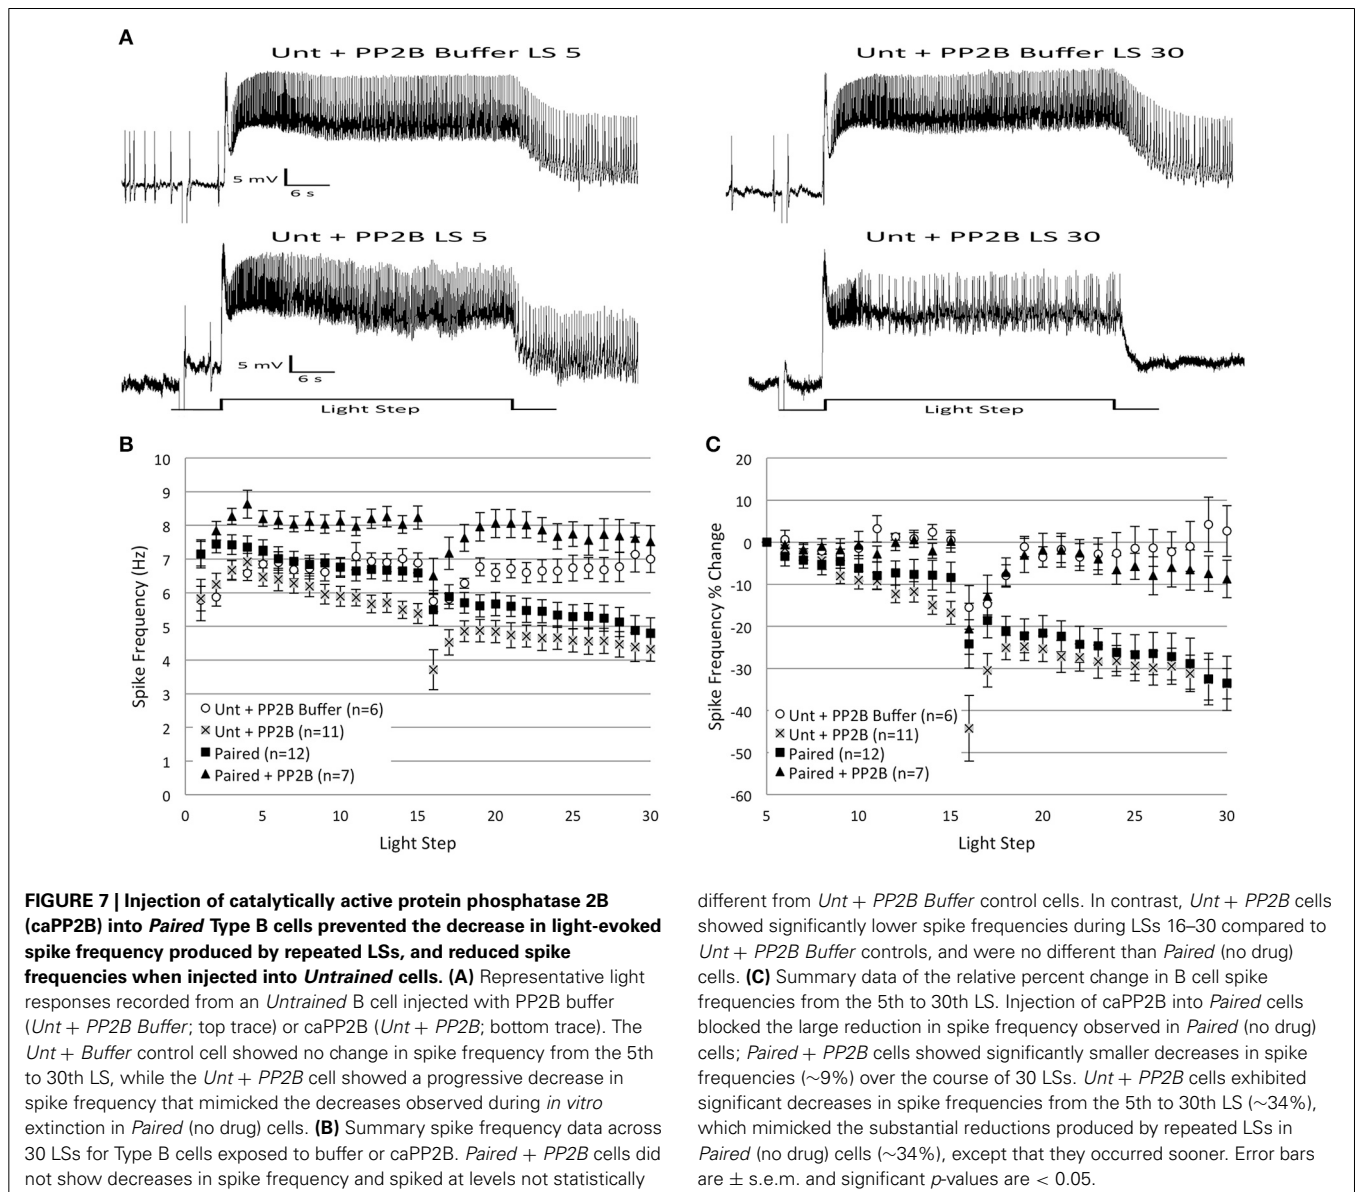 A
Unt + PP2B Buffer LS 5
Unt + PP2B Buffer LS 30
5 mV
6 s
Unt + PP2B LS 5
Unt + PP2B LS 30
5 mV
6 s
Light Step
Light Step
B
10
9
8
7
6
5
4
3
2
1
0
Spike Frequency (Hz)
Unt + PP2B Buffer (n=6)
Unt + PP2B (n=11)
Paired (n=12)
Paired + PP2B (n=7)
0 5 10 15 20 25 30
Light Step
C
20
10
0
-10
-20
-30
-40
-50
-60
Spike Frequency % Change
Unt + PP2B Buffer (n=6)
Unt + PP2B (n=11)
Paired (n=12)
Paired + PP2B (n=7)
5 10 15 20 25 30
Light Step
FIGURE 7 | Injection of catalytically active protein phosphatase 2B
(caPP2B) into Paired Type B cells prevented the decrease in light-evoked
spike frequency produced by repeated LSs, and reduced spike
frequencies when injected into Untrained cells. (A) Representative light
responses recorded from an Untrained B cell injected with PP2B buffer
(Unt + PP2B Buffer; top trace) or caPP2B (Unt + PP2B; bottom trace). The
Unt + Buffer control cell showed no change in spike frequency from the 5th
to 30th LS, while the Unt + PP2B cell showed a progressive decrease in
spike frequency that mimicked the decreases observed during in vitro
extinction in Paired (no drug) cells. (B) Summary spike frequency data across
30 LSs for Type B cells exposed to buffer or caPP2B. Paired + PP2B cells did
not show decreases in spike frequency and spiked at levels not statistically
different from Unt + PP2B Buffer control cells. In contrast, Unt + PP2B cells
showed significantly lower spike frequencies during LSs 16–30 compared to
Unt + PP2B Buffer controls, and were no different than Paired (no drug)
cells. (C) Summary data of the relative percent change in B cell spike
frequencies from the 5th to 30th LS. Injection of caPP2B into Paired cells
blocked the large reduction in spike frequency observed in Paired (no drug)
cells; Paired + PP2B cells showed significantly smaller decreases in spike
frequencies (∼9%) over the course of 30 LSs. Unt + PP2B cells exhibited
significant decreases in spike frequencies from the 5th to 30th LS (∼34%),
which mimicked the substantial reductions produced by repeated LSs in
Paired (no drug) cells (∼34%), except that they occurred sooner. Error bars
are ± s.e.m. and significant p-values are < 0.05.